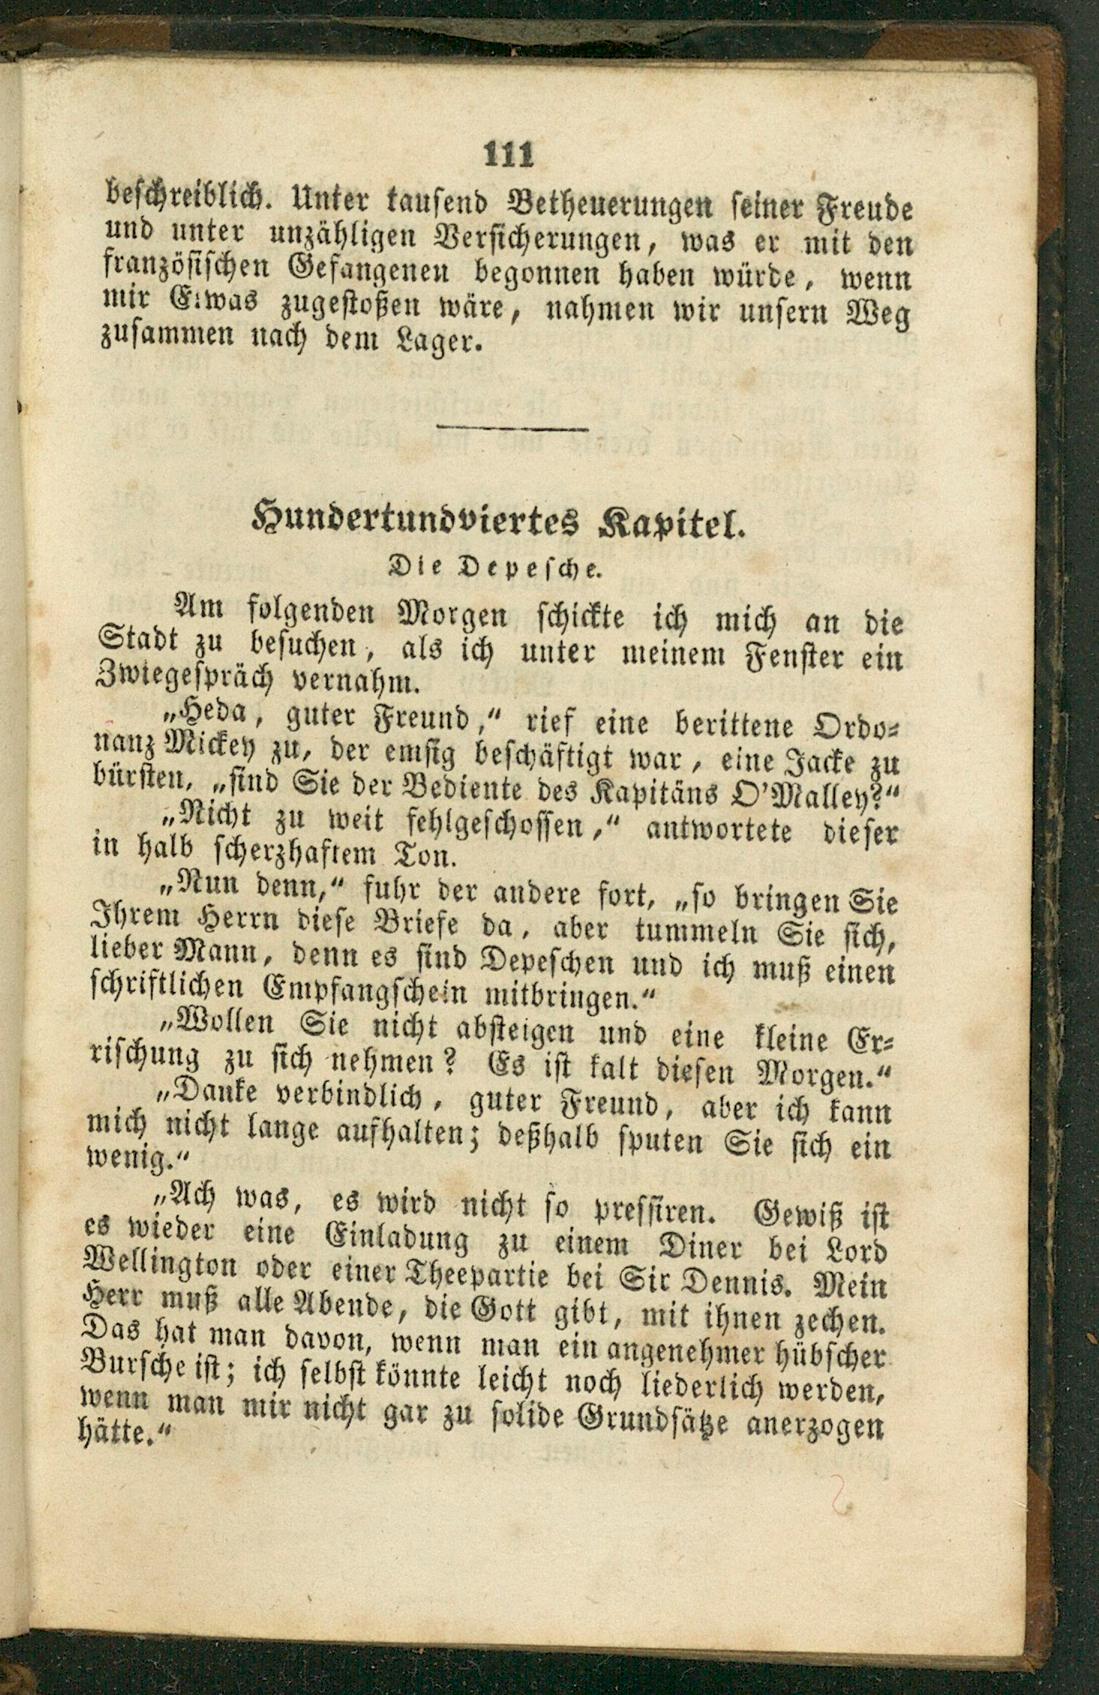 111
beschreiblich. Unter tausend Betheuerungen seiner Freude
und unter unzähligen Versicherungen, was er mit den
französischen Gefangenen begonnen haben würde, wenn
mir Etwas zugestoßen wäre, nahmen wir unsern Weg
zusammen nach dem Lager.
Hundertundviertes Kapitel.
Die Depesche.
Am folgenden Morgen schickte ich mich an die
Stadt zu besuchen, als ich unter meinem Fenster ein
Zwiegespräch vernahm.
„Heda, guter Freund,“ rief eine berittene Ordo-
nanz Mickey zu, der emsig beschäftigt war, eine Jacke zu
bürsten, „sind Sie der Bediente des Kapitäns O'Malley?“
„Nicht zu weit fehlgeschossen,“ antwortete dieser
in halb scherzhaftem Ton.
„Nun denn,“ fuhr der andere fort, „so bringen Sie
Ihrem Herrn diese Briefe da, aber tummeln Sie sich,
lieber Mann, denn es sind Depeschen und ich muß einen
schriftlichen Empfangschein mitbringen.“
„Wollen Sie nicht absteigen und eine kleine Er-
rischung zu sich nehmen? Es ist kalt diesen Morgen.“
„Danke verbindlich, guter Freund, aber ich kann
mich nicht lange aufhalten; deßhalb sputen Sie sich ein
wenig.“
„Ach was, es wird nicht so pressiren. Gewiß ist
es wieder eine Einladung zu einem Diner bei Lord
Wellington oder einer Theepartie bei Sir Dennis. Mein
Herr muß alle Abende, die Gott gibt, mit ihnen zechen.
Das hat man davon, wenn man ein angenehmer hübscher
Bursche ist; ich selbst könnte leicht noch liederlich werden,
wenn man mir nicht gar zu solide Grundsätze anerzogen
hätte.“